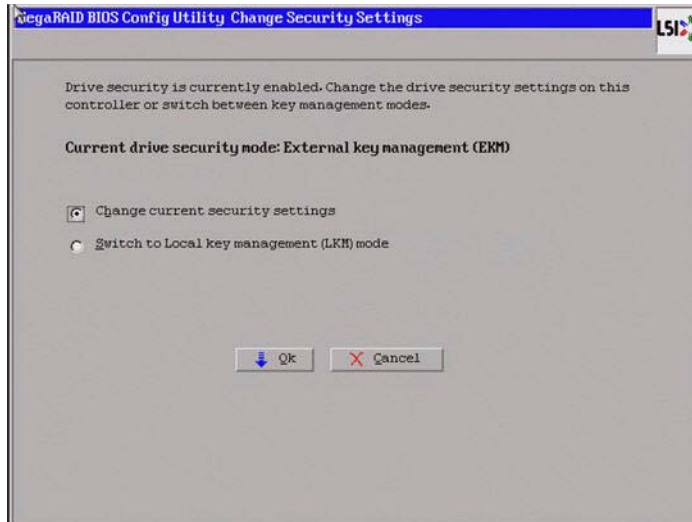 MegaRAID BIOS Config Utility Change Security Settings
LSI
Drive security is currently enabled. Change the drive security settings on this
controller or switch between key management modes.
Current drive security mode: External key management (EKM)
Change current security settings
Switch to Local key management (LKM) mode
Ok
Cancel